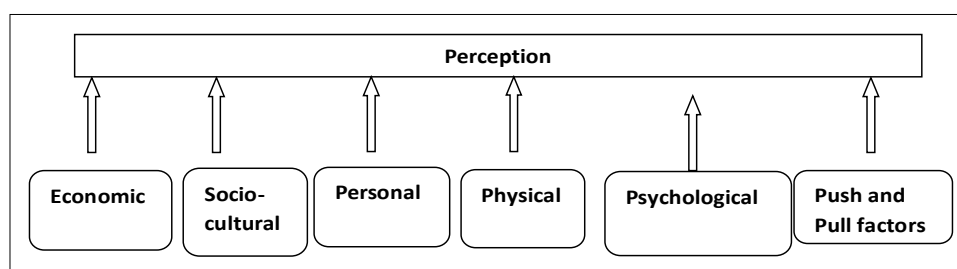 Perception
Economic
Socio-
cultural
Personal
Physical
Psychological
Push and
Pull factors